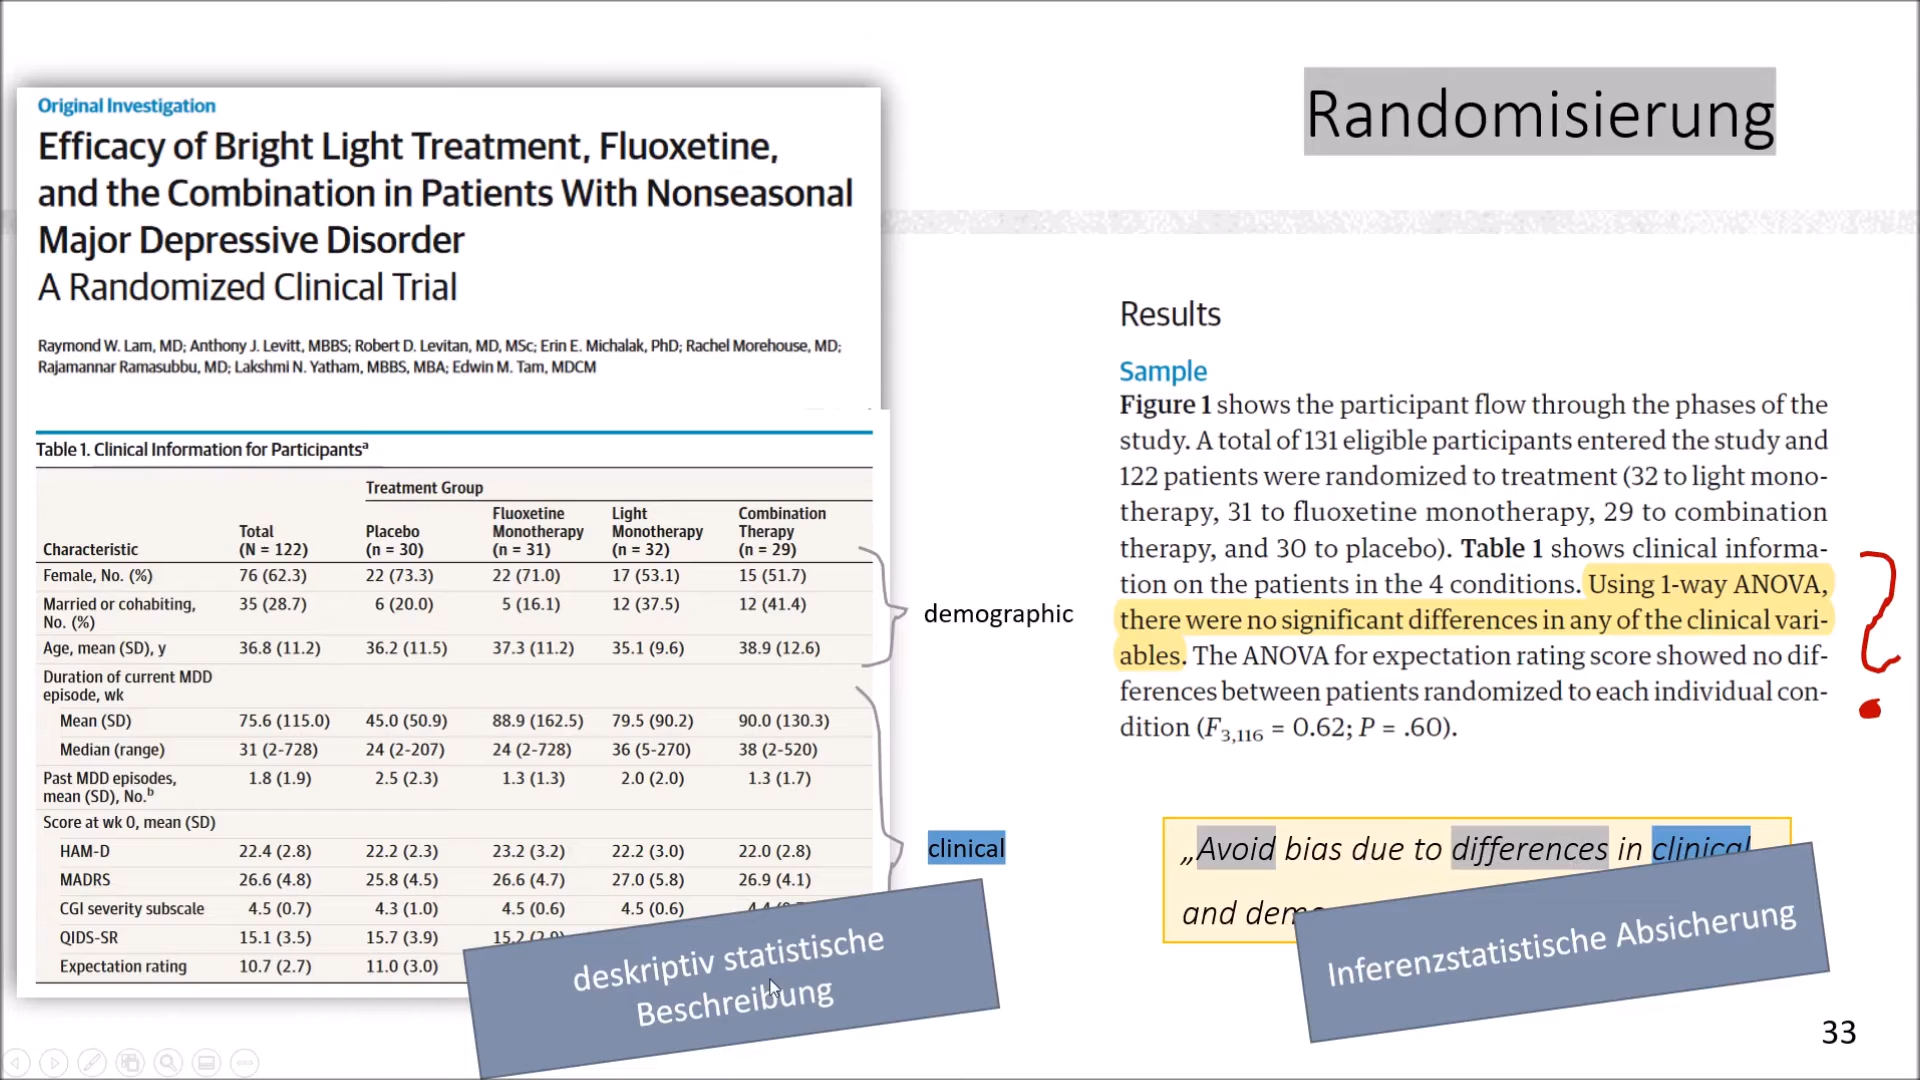 Randomisierung
Original Investigation
Efficacy of Bright Light Treatment, Fluoxetine,
and the Combination in Patients With Nonseasonal
Major Depressive Disorder
A Randomized Clinical Trial
Raymond W. Lam, MD; Anthony J. Levitt, MBBS; Robert D. Levitan, MD, MSc; Erin E. Michalak, PhD; Rachel Morehouse, MD;
Rajamannar Ramasubbu, MD; Lakshmi N. Yatham, MBBS, MBA; Edwin M. Tam, MDCM
Table 1. Clinical Information for Participantsᵃ
Treatment Group
Characteristic Total (N = 122) Placebo (n = 30) Fluoxetine Monotherapy (n = 31) Light Monotherapy (n = 32) Combination Therapy (n = 29)
Female, No. (%) 76 (62.3) 22 (73.3) 22 (71.0) 17 (53.1) 15 (51.7)
Married or cohabiting, No. (%) 35 (28.7) 6 (20.0) 5 (16.1) 12 (37.5) 12 (41.4)
Age, mean (SD), y 36.8 (11.2) 36.2 (11.5) 37.3 (11.2) 35.1 (9.6) 38.9 (12.6)
Duration of current MDD
episode, wk
Mean (SD) 75.6 (115.0) 45.0 (50.9) 88.9 (162.5) 79.5 (90.2) 90.0 (130.3)
Median (range) 31 (2-728) 24 (2-207) 24 (2-728) 36 (5-270) 38 (2-520)
Past MDD episodes, mean (SD), No.ᵇ 1.8 (1.9) 2.5 (2.3) 1.3 (1.3) 2.0 (2.0) 1.3 (1.7)
Score at wk 0, mean (SD)
HAM-D 22.4 (2.8) 22.2 (2.3) 23.2 (3.2) 22.2 (3.0) 22.0 (2.8)
MADRS 26.6 (4.8) 25.8 (4.5) 26.6 (4.7) 27.0 (5.8) 26.9 (4.1)
CGI severity subscale 4.5 (0.7) 4.3 (1.0) 4.5 (0.6) 4.5 (0.6)
QIDS-SR 15.1 (3.5) 15.7 (3.9)
Expectation rating 10.7 (2.7) 11.0 (3.0)
demographic
clinical
deskriptiv statistische
Beschreibung
Results
Sample
Figure 1 shows the participant flow through the phases of the
study. A total of 131 eligible participants entered the study and
122 patients were randomized to treatment (32 to light mono-
therapy, 31 to fluoxetine monotherapy, 29 to combination
therapy, and 30 to placebo). Table 1 shows clinical informa-
tion on the patients in the 4 conditions. Using 1-way ANOVA,
there were no significant differences in any of the clinical vari-
ables. The ANOVA for expectation rating score showed no dif-
ferences between patients randomized to each individual con-
dition (F3,116 = 0.62; P = .60).
?
„Avoid bias due to differences in clinical
and
Inferenzstatistische Absicherung
33